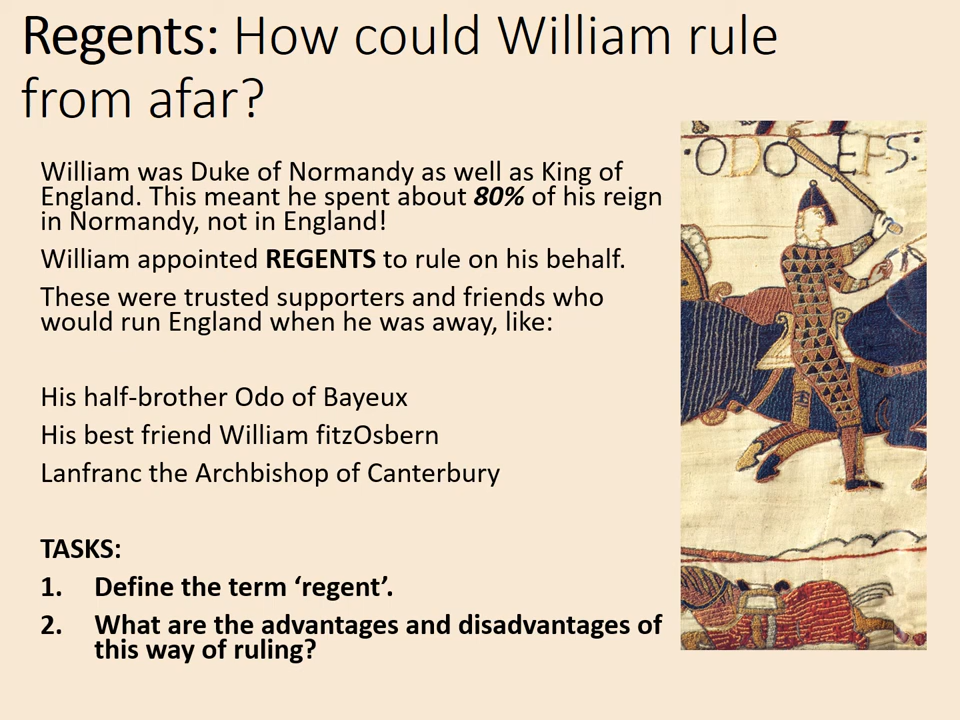 Regents: How could William rule
from afar?
William was Duke of Normandy as well as King of
England. This meant he spent about 80% of his reign
in Normandy, not in England!
William appointed REGENTS to rule on his behalf.
These were trusted supporters and friends who
would run England when he was away, like:
His half-brother Odo of Bayeux
His best friend William fitzOsbern
Lanfranc the Archbishop of Canterbury
TASKS:
1. Define the term ‘regent’.
2. What are the advantages and disadvantages of
this way of ruling?
:ODO EPS: